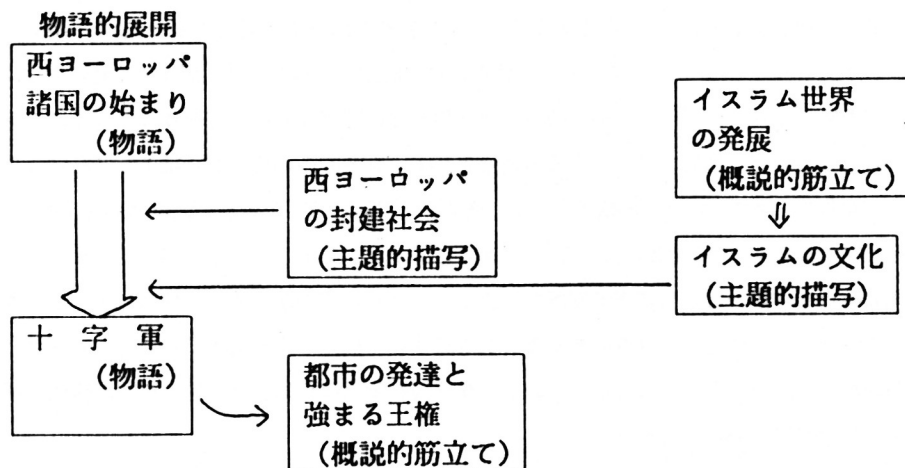 物語的展開
西ヨーロッパ
諸国の始まり
(物語)
イスラム世界
の発展
(概説的筋立て)
西ヨーロッパ
の封建社会
(主題的描写)
イスラムの文化
(主題的描写)
十字軍
(物語)
都市の発達と
強まる王権
(概説的筋立て)